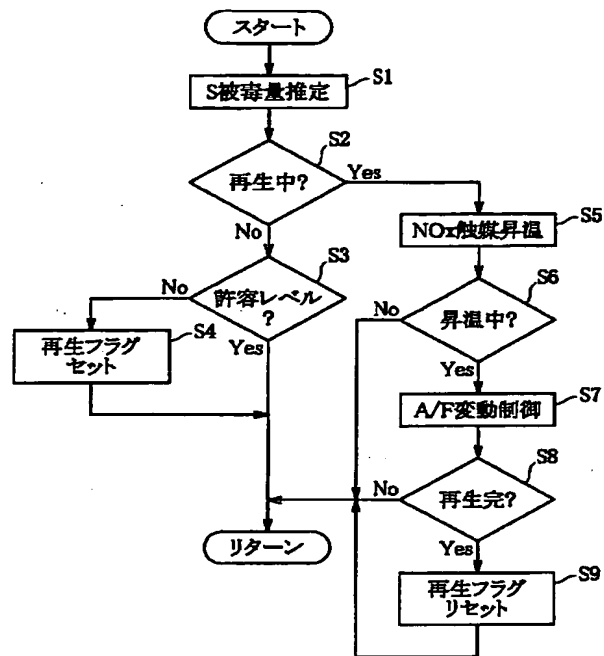 スタート
S1
S被毒量推定
S2
再生中?
Yes
No
S3
許容レベル
?
No
Yes
S4
再生フラグ
セット
S5
NOx触媒昇温
S6
昇温中?
No
Yes
S7
A/F変動制御
S8
再生完?
No
Yes
S9
再生フラグ
リセット
リターン